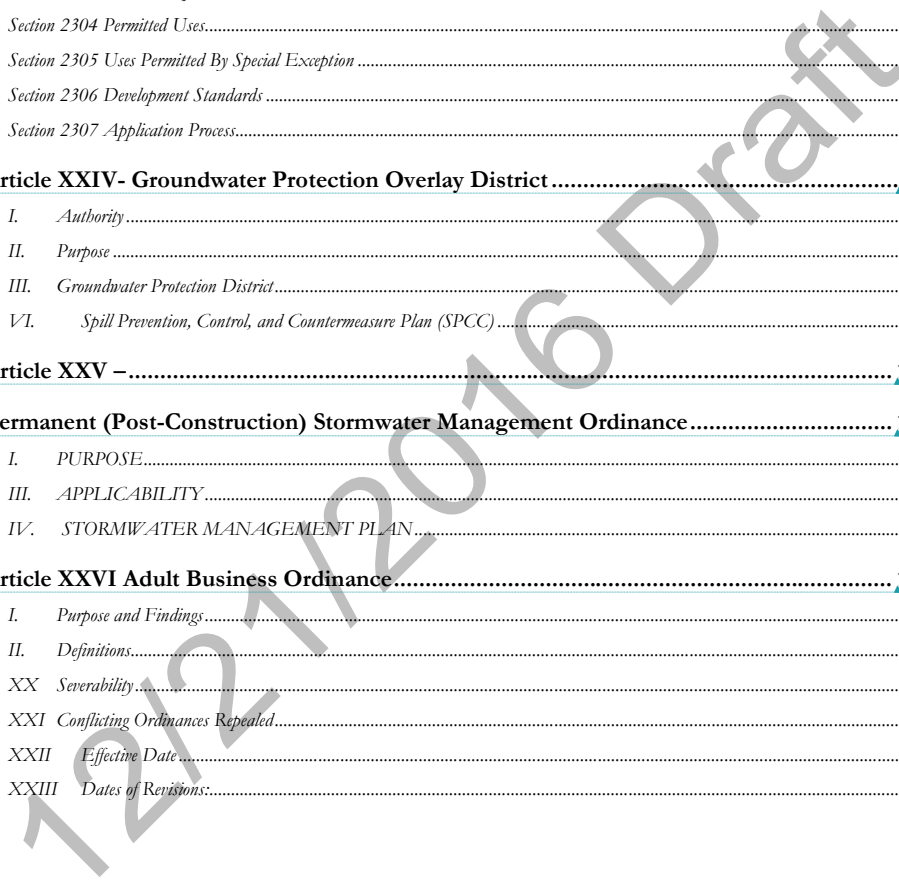 Section 2304 Permitted Uses
Section 2305 Uses Permitted By Special Exception
Section 2306 Development Standards
Section 2307 Application Process
rticle XXIV- Groundwater Protection Overlay District
I. Authority
II. Purpose
III. Groundwater Protection District
VI. Spill Prevention, Control, and Countermeasure Plan (SPCC)
rticle XXV –
ermanent (Post-Construction) Stormwater Management Ordinance
I. PURPOSE
III. APPLICABILITY
IV. STORMWATER MANAGEMENT PLAN
rticle XXVI Adult Business Ordinance
I. Purpose and Findings
II. Definitions
XX Severability
XXI Conflicting Ordinances Repealed
XXII Effective Date
XXIII Dates of Revisions:
12/21/2016 Draft